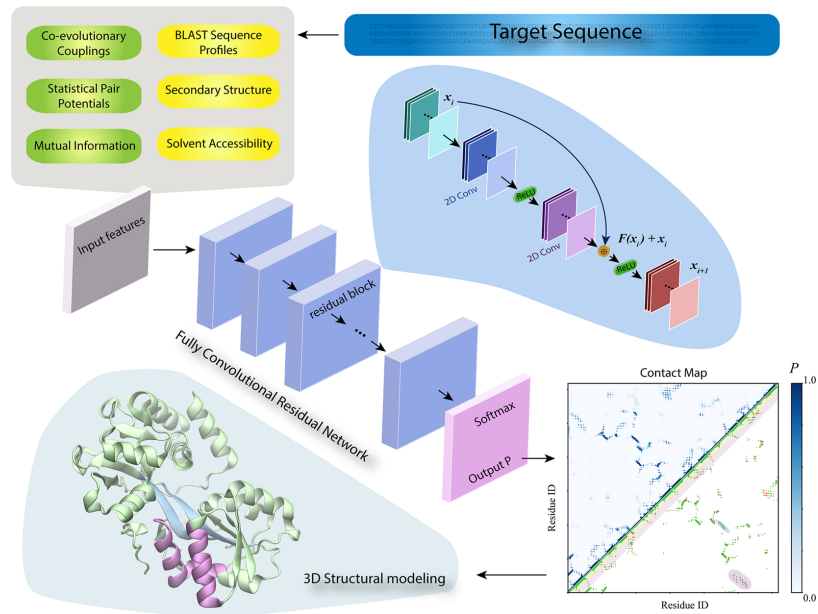 Target Sequence
Co-evolutionary
Couplings
BLAST Sequence
Profiles
Statistical Pair
Potentials
Secondary Structure
Mutual Information
Solvent Accessibility
x_i
2D Conv
ReLU
2D Conv
F(x_i) + x_i
ReLU
x_{i+1}
Input features
residual block
...
Fully Convolutional Residual Network
Softmax
Output P
Contact Map
P
1.0
0.0
Residue ID
Residue ID
3D Structural modeling